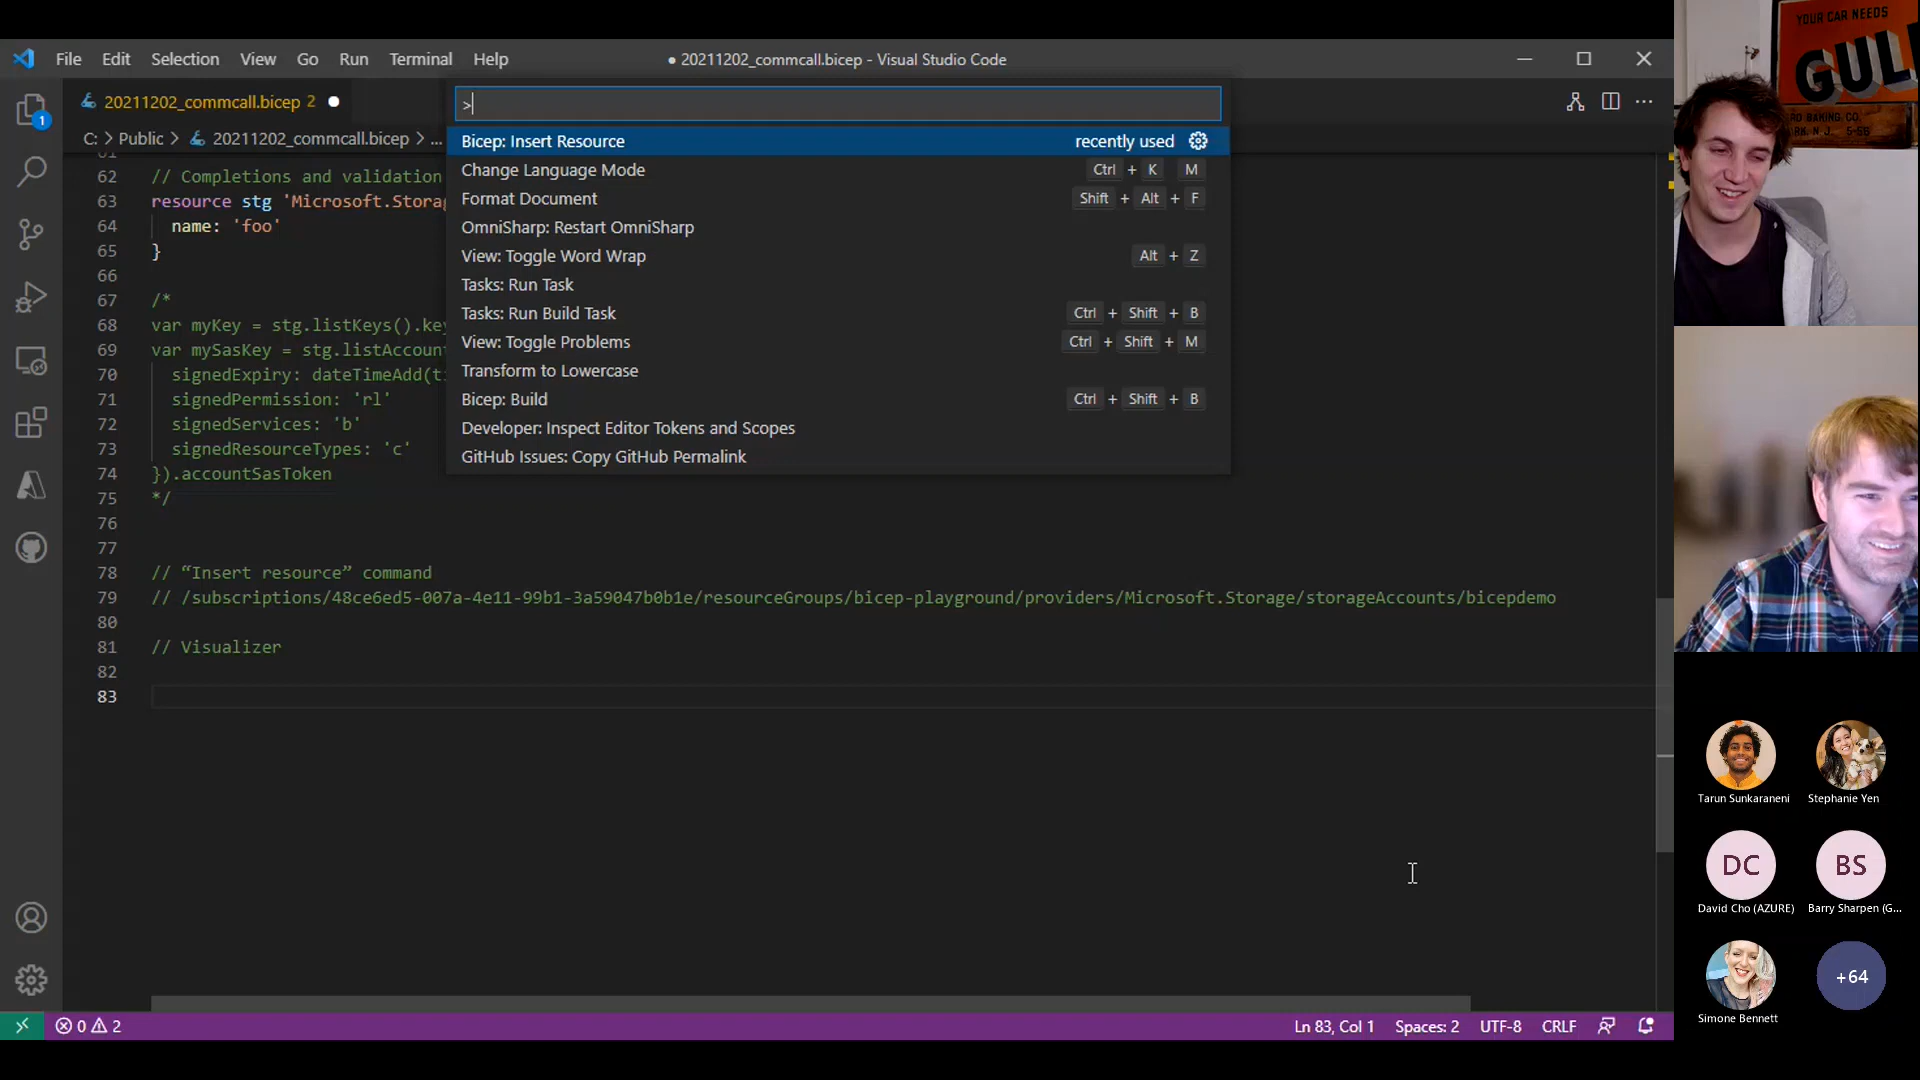 File Edit Selection View Go Run Terminal Help
● 20211202_commcall.bicep - Visual Studio Code
20211202_commcall.bicep 2
C: > Public > 20211202_commcall.bicep > ...
>
Bicep: Insert Resource recently used
Change Language Mode Ctrl + K M
Format Document Shift + Alt + F
OmniSharp: Restart OmniSharp
View: Toggle Word Wrap Alt + Z
Tasks: Run Task
Tasks: Run Build Task Ctrl + Shift + B
View: Toggle Problems Ctrl + Shift + M
Transform to Lowercase
Bicep: Build Ctrl + Shift + B
Developer: Inspect Editor Tokens and Scopes
GitHub Issues: Copy GitHub Permalink
62 // Completions and validation
63 resource stg 'Microsoft.Storag
64 name: 'foo'
65 }
66
67 /*
68 var myKey = stg.listKeys().key
69 var mySasKey = stg.listAccount
70 signedExpiry: dateTimeAdd(ti
71 signedPermission: 'rl'
72 signedServices: 'b'
73 signedResourceTypes: 'c'
74 }).accountSasToken
75 */
76
77
78 // “Insert resource” command
79 // /subscriptions/48ce6ed5-007a-4e11-99b1-3a59047b0b1e/resourceGroups/bicep-playground/providers/Microsoft.Storage/storageAccounts/bicepdemo
80
81 // Visualizer
82
83
1
0 2
Ln 83, Col 1 Spaces: 2 UTF-8 CRLF
YOUR CAR NEEDS
GUL
Tarun Sunkaraneni
Stephanie Yen
DC
David Cho (AZURE)
BS
Barry Sharpen (G...
Simone Bennett
+64